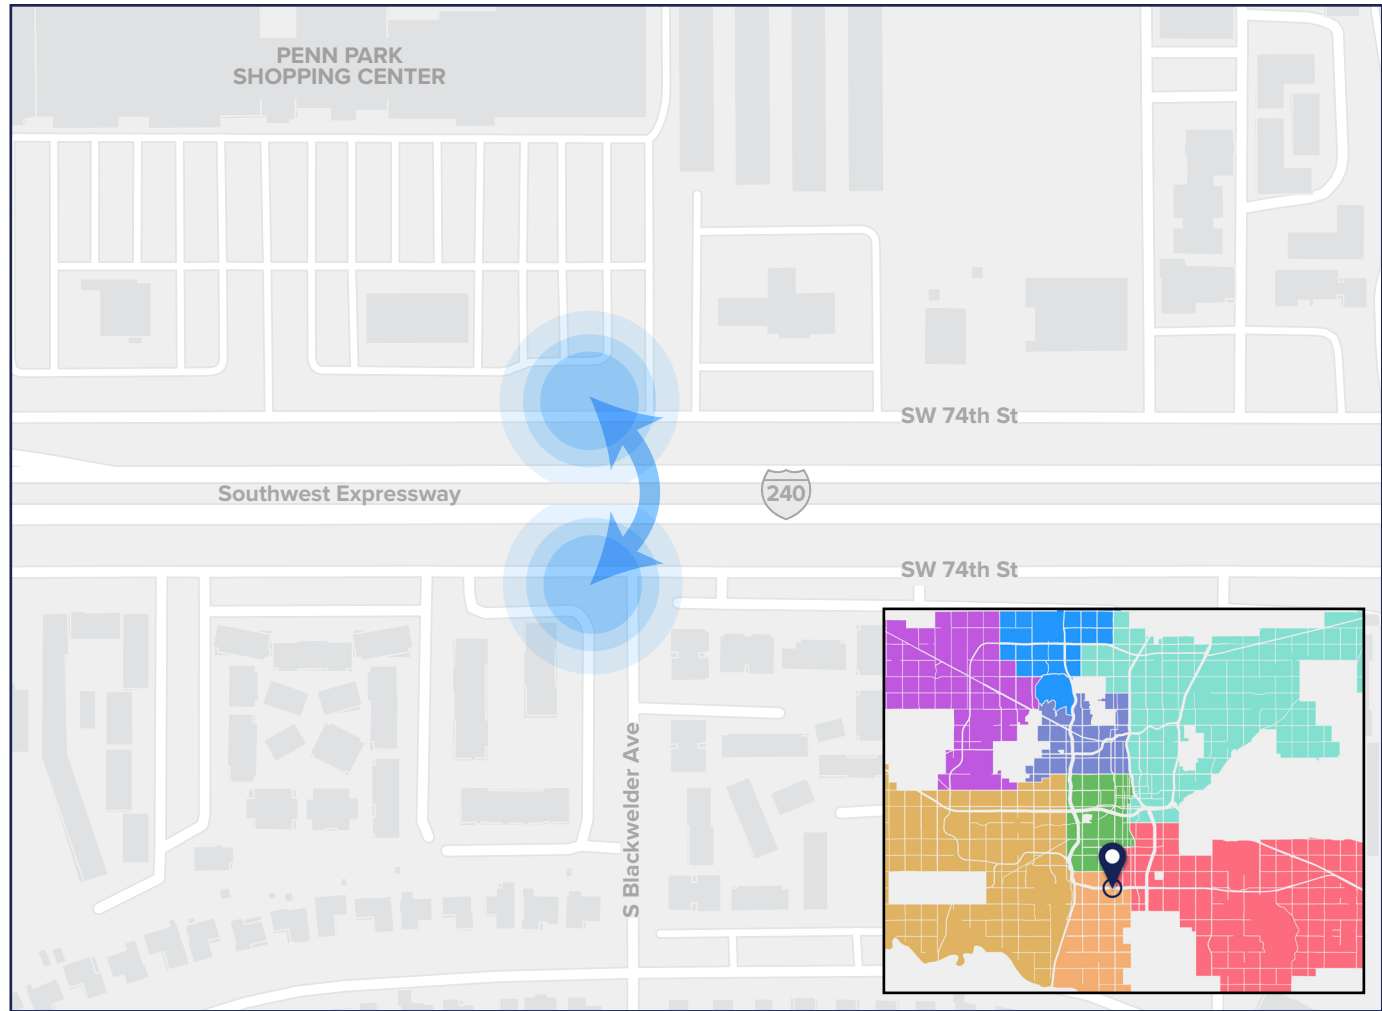 PENN PARK
SHOPPING CENTER
SW 74th St
Southwest Expressway
240
SW 74th St
S Blackwelder Ave